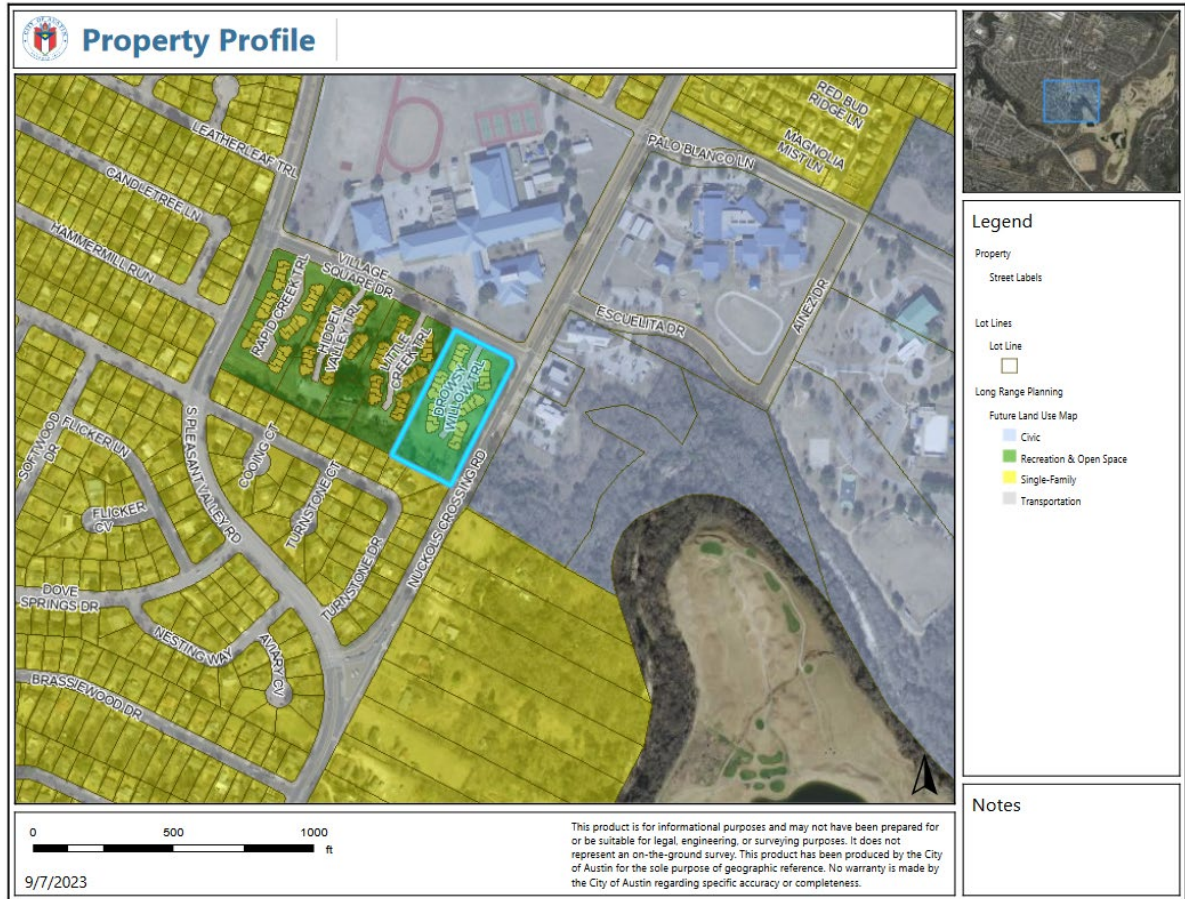 CITY OF AUSTIN
Property Profile
RED BUD
RIDGE LN
MAGNOLIA
MIST LN
PALO BLANCO LN
LEATHERLEAF TRL
CANDLETREE LN
HAMMERMILL RUN
VILLAGE
SQUARE DR
RAPID CREEK TRL
HIDDEN
VALLEY TRL
LITTLE
CREEK TRL
DROWSY
WILLOW TRL
ESCUELITA DR
AINEZ DR
SOFTWOOD
DR
FLICKER LN
FLICKER
CV
S PLEASANT VALLEY RD
COOING CT
TURNSTONE CT
TURNSTONE DR
NUCKOLS CROSSING RD
DOVE
SPRINGS DR
NESTING WAY
AVIARY CV
BRASSIEWOOD DR
Legend
Property
Street Labels
Lot Lines
Lot Line
Long Range Planning
Future Land Use Map
Civic
Recreation & Open Space
Single-Family
Transportation
Notes
0 500 1000
ft
9/7/2023
This product is for informational purposes and may not have been prepared for
or be suitable for legal, engineering, or surveying purposes. It does not
represent an on-the-ground survey. This product has been produced by the City
of Austin for the sole purpose of geographic reference. No warranty is made by
the City of Austin regarding specific accuracy or completeness.